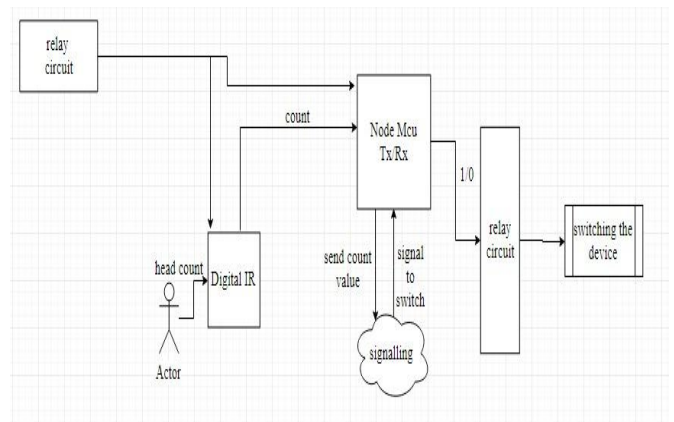 relay
circuit
count
Node Mcu
Tx/Rx
1/0
relay
circuit
switching the
device
head count
Digital IR
Actor
send count
value
signal
to
switch
signalling